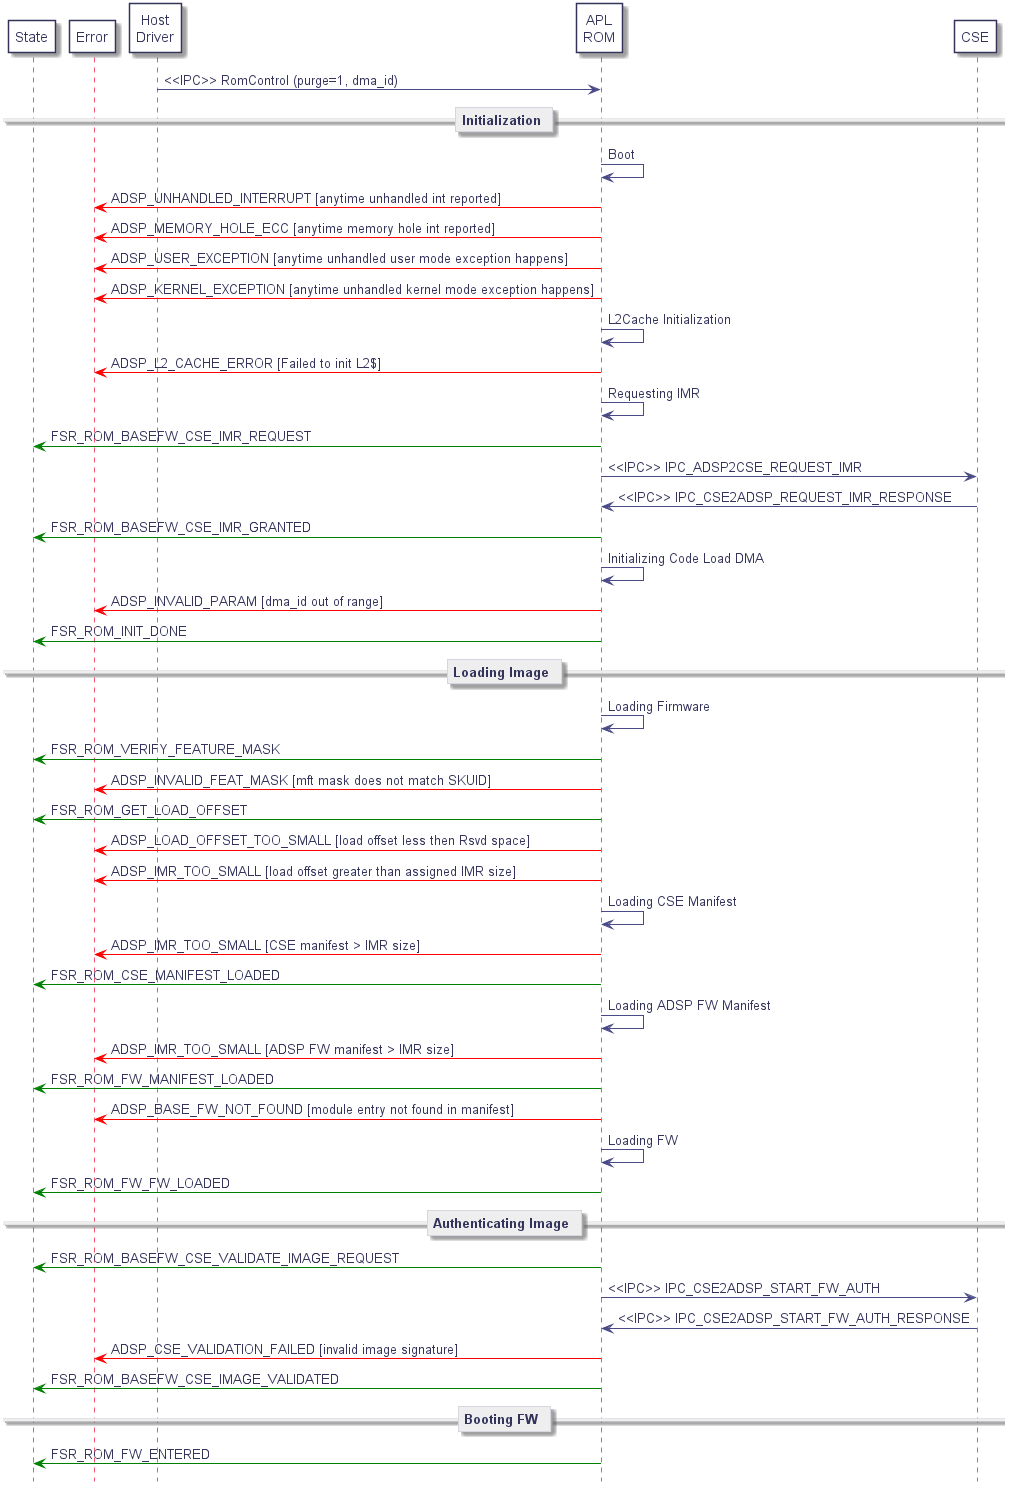 State
Error
Host
Driver
APL
ROM
CSE
<<IPC>> RomControl (purge=1, dma_id)
Initialization
Boot
ADSP_UNHANDLED_INTERRUPT [anytime unhandled int reported]
ADSP_MEMORY_HOLE_ECC [anytime memory hole int reported]
ADSP_USER_EXCEPTION [anytime unhandled user mode exception happens]
ADSP_KERNEL_EXCEPTION [anytime unhandled kernel mode exception happens]
L2Cache Initialization
ADSP_L2_CACHE_ERROR [Failed to init L2$]
Requesting IMR
FSR_ROM_BASEFW_CSE_IMR_REQUEST
<<IPC>> IPC_ADSP2CSE_REQUEST_IMR
<<IPC>> IPC_CSE2ADSP_REQUEST_IMR_RESPONSE
FSR_ROM_BASEFW_CSE_IMR_GRANTED
Initializing Code Load DMA
ADSP_INVALID_PARAM [dma_id out of range]
FSR_ROM_INIT_DONE
Loading Image
Loading Firmware
FSR_ROM_VERIFY_FEATURE_MASK
ADSP_INVALID_FEAT_MASK [mft mask does not match SKUID]
FSR_ROM_GET_LOAD_OFFSET
ADSP_LOAD_OFFSET_TOO_SMALL [load offset less then Rsvd space]
ADSP_IMR_TOO_SMALL [load offset greater than assigned IMR size]
Loading CSE Manifest
ADSP_IMR_TOO_SMALL [CSE manifest > IMR size]
FSR_ROM_CSE_MANIFEST_LOADED
Loading ADSP FW Manifest
ADSP_IMR_TOO_SMALL [ADSP FW manifest > IMR size]
FSR_ROM_FW_MANIFEST_LOADED
ADSP_BASE_FW_NOT_FOUND [module entry not found in manifest]
Loading FW
FSR_ROM_FW_FW_LOADED
Authenticating Image
FSR_ROM_BASEFW_CSE_VALIDATE_IMAGE_REQUEST
<<IPC>> IPC_CSE2ADSP_START_FW_AUTH
<<IPC>> IPC_CSE2ADSP_START_FW_AUTH_RESPONSE
ADSP_CSE_VALIDATION_FAILED [invalid image signature]
FSR_ROM_BASEFW_CSE_IMAGE_VALIDATED
Booting FW
FSR_ROM_FW_ENTERED